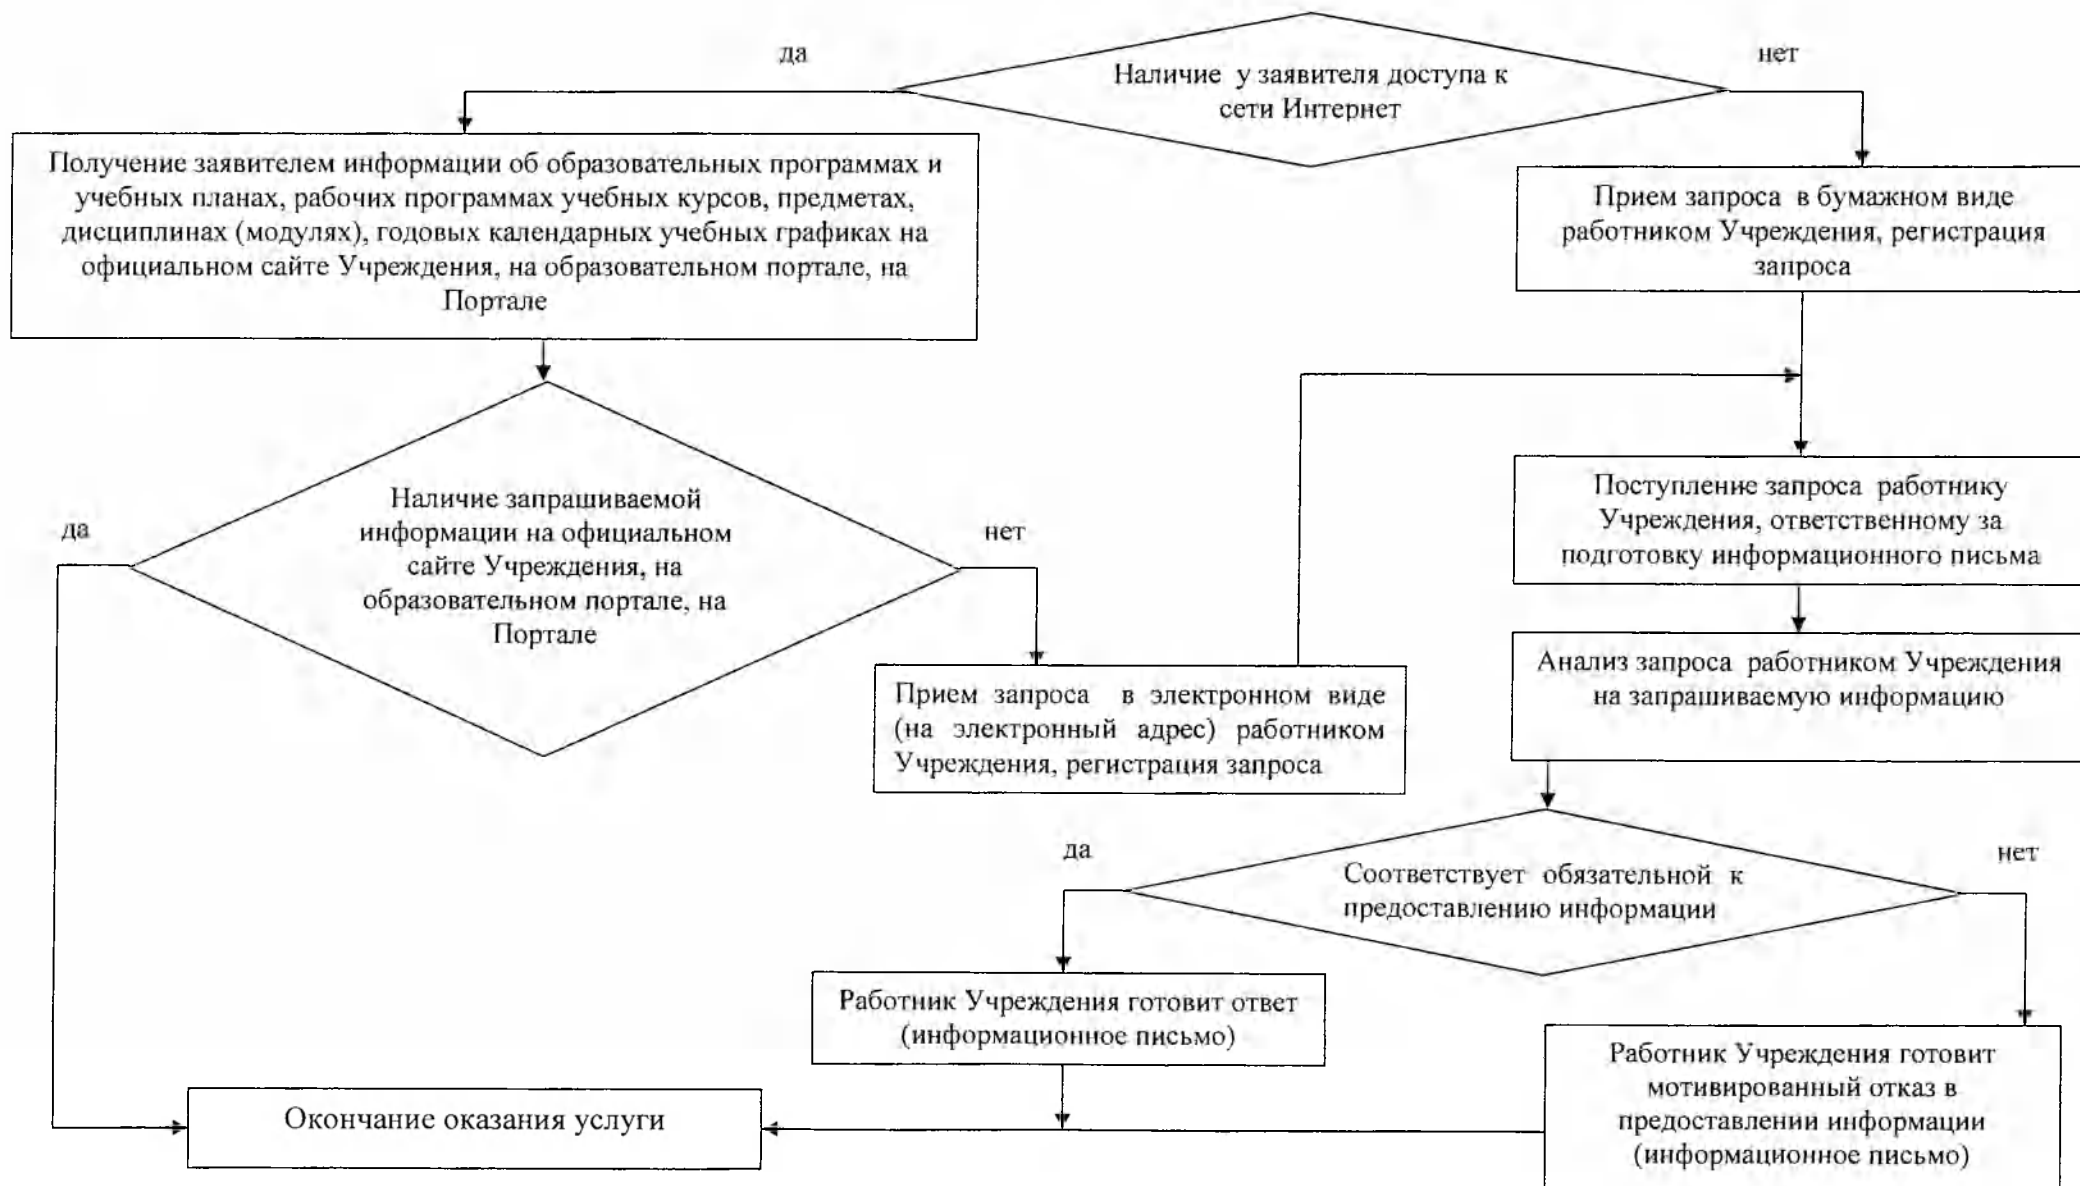 да
нет
Наличие у заявителя доступа к
сети Интернет
Получение заявителем информации об образовательных программах и
учебных планах, рабочих программах учебных курсов, предметах,
дисциплинах (модулях), годовых календарных учебных графиках на
официальном сайте Учреждения, на образовательном портале, на
Портале
Прием запроса в бумажном виде
работником Учреждения, регистрация
запроса
да
Наличие запрашиваемой
информации на официальном
сайте Учреждения, на
образовательном портале, на
Портале
нет
Поступление запроса работнику
Учреждения, ответственному за
подготовку информационного письма
Прием запроса в электронном виде
(на электронный адрес) работником
Учреждения, регистрация запроса
Анализ запроса работником Учреждения
на запрашиваемую информацию
да
Соответствует обязательной к
предоставлению информации
нет
Работник Учреждения готовит ответ
(информационное письмо)
Работник Учреждения готовит
мотивированный отказ в
предоставлении информации
(информационное письмо)
Окончание оказания услуги